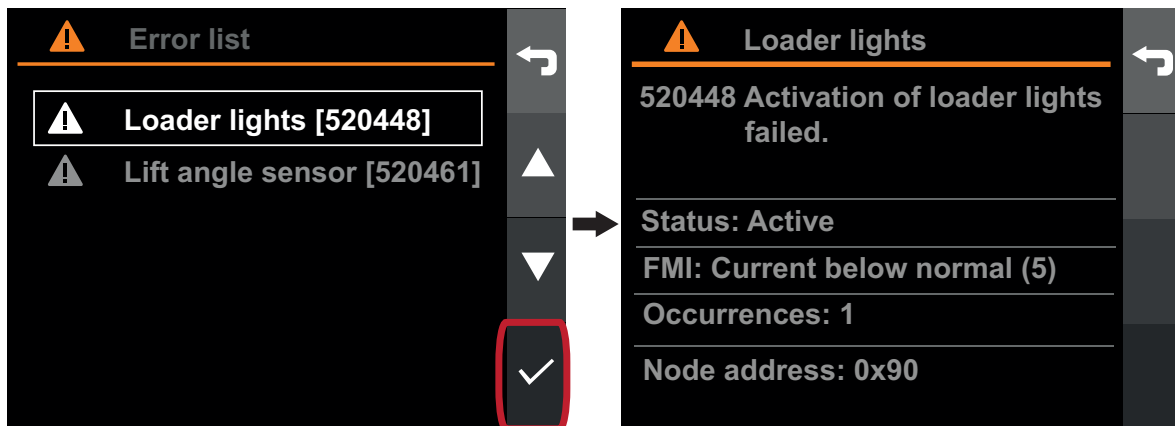 Error list
Loader lights [520448]
Lift angle sensor [520461]
Loader lights
520448 Activation of loader lights
failed.
Status: Active
FMI: Current below normal (5)
Occurrences: 1
Node address: 0x90